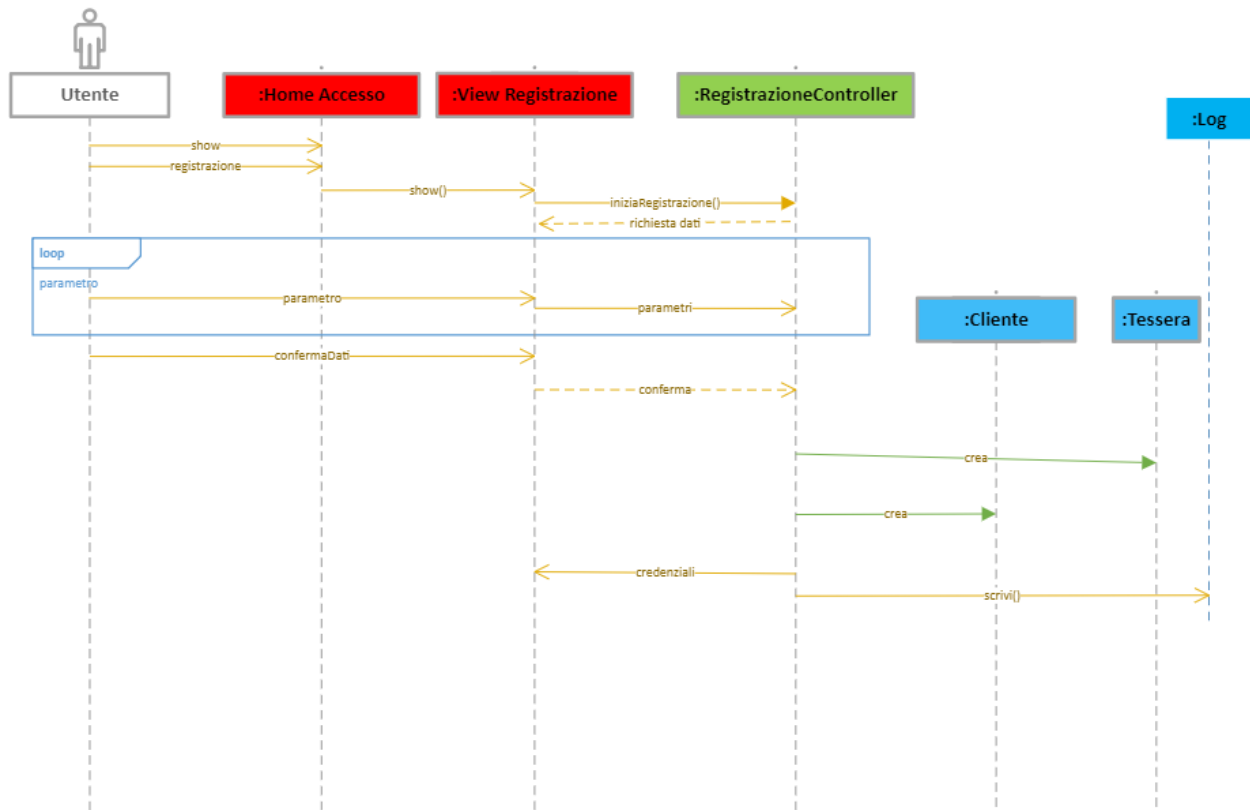 Utente
:Home Accesso
:View Registrazione
:RegistrazioneController
:Log
show
registrazione
show()
iniziaRegistrazione()
richiesta dati
loop
parametro
parametro
parametri
:Cliente
:Tessera
confermaDati
conferma
crea
crea
credenziali
scrivi()